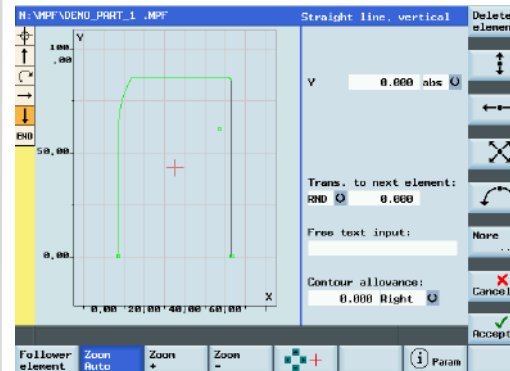 N:\MPF\DEMO_PART_1 .MPF
Straight line, vertical
Delete
element
Y
100
,00
END
50,00
0,00
X
0,00 20,00 40,00 60,00
Y 0.000 abs
Trans. to next element:
RND 0.000
Free text input:
Contour allowance:
0.000 Right
More
...
Cancel
Accept
Follower
element
Zoom
Auto
Zoom
+
Zoom
-
i Param